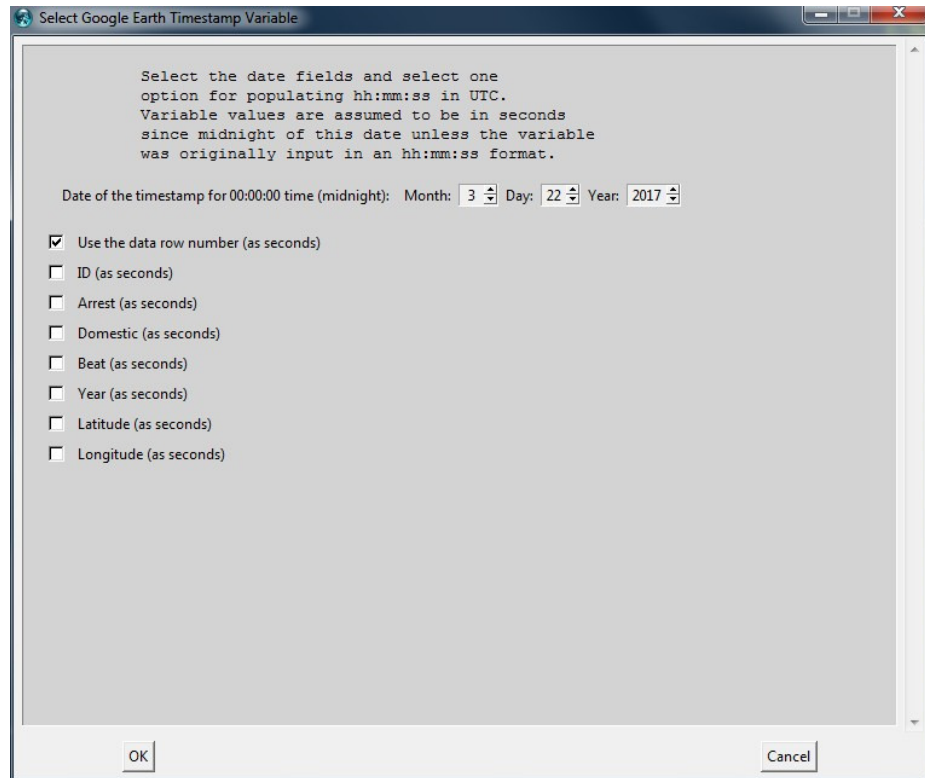 Select Google Earth Timestamp Variable
Select the date fields and select one
option for populating hh:mm:ss in UTC.
Variable values are assumed to be in seconds
since midnight of this date unless the variable
was originally input in an hh:mm:ss format.
Date of the timestamp for 00:00:00 time (midnight): Month: 3 Day: 22 Year: 2017
Use the data row number (as seconds)
ID (as seconds)
Arrest (as seconds)
Domestic (as seconds)
Beat (as seconds)
Year (as seconds)
Latitude (as seconds)
Longitude (as seconds)
OK Cancel